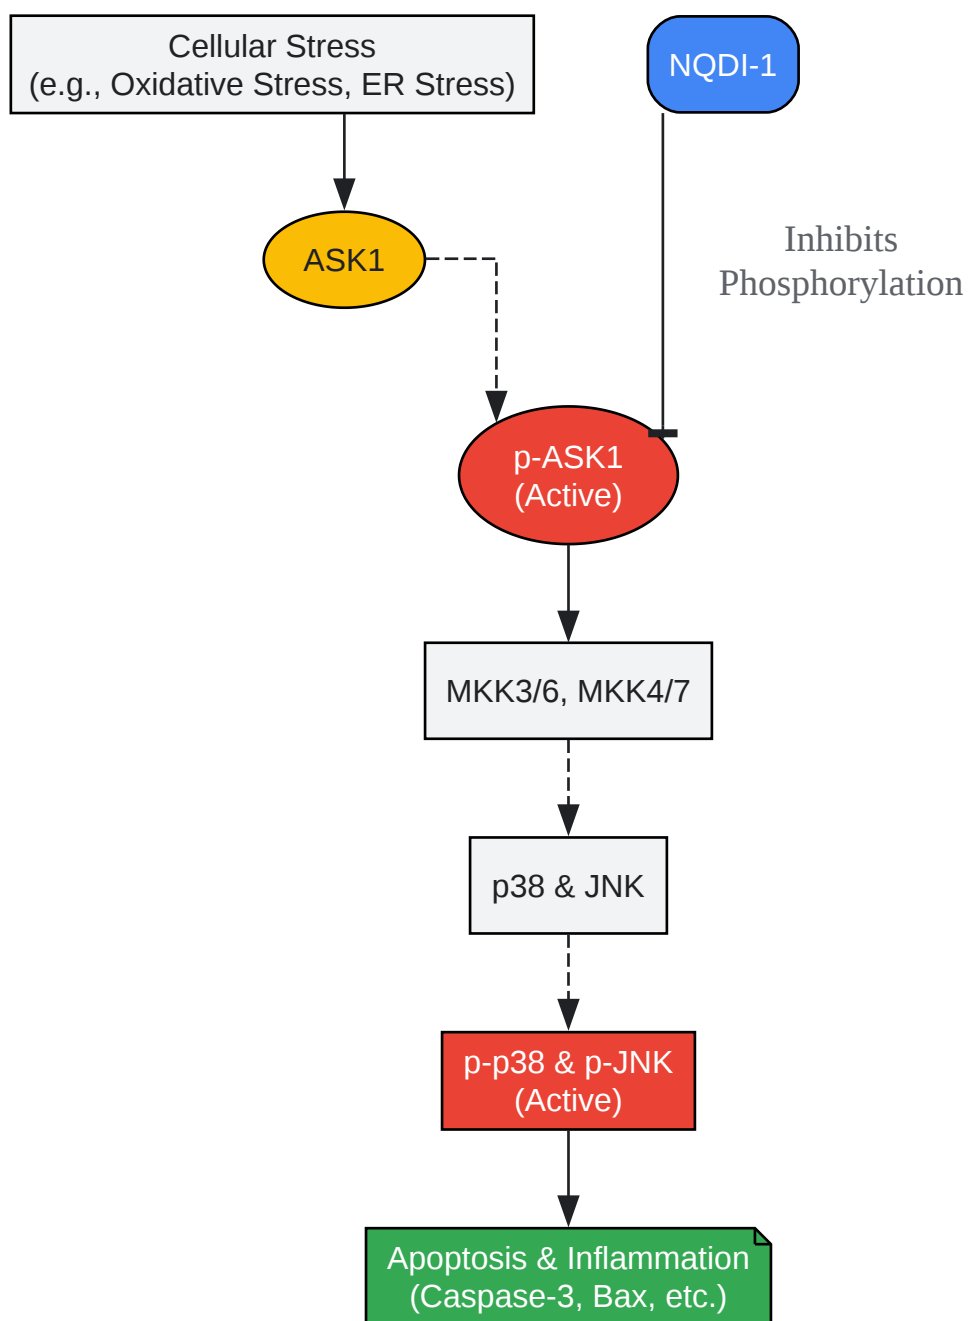 Cellular Stress
(e.g., Oxidative Stress, ER Stress)
NQDI-1
Inhibits
Phosphorylation
ASK1
p-ASK1
(Active)
MKK3/6, MKK4/7
p38 & JNK
p-p38 & p-JNK
(Active)
Apoptosis & Inflammation
(Caspase-3, Bax, etc.)